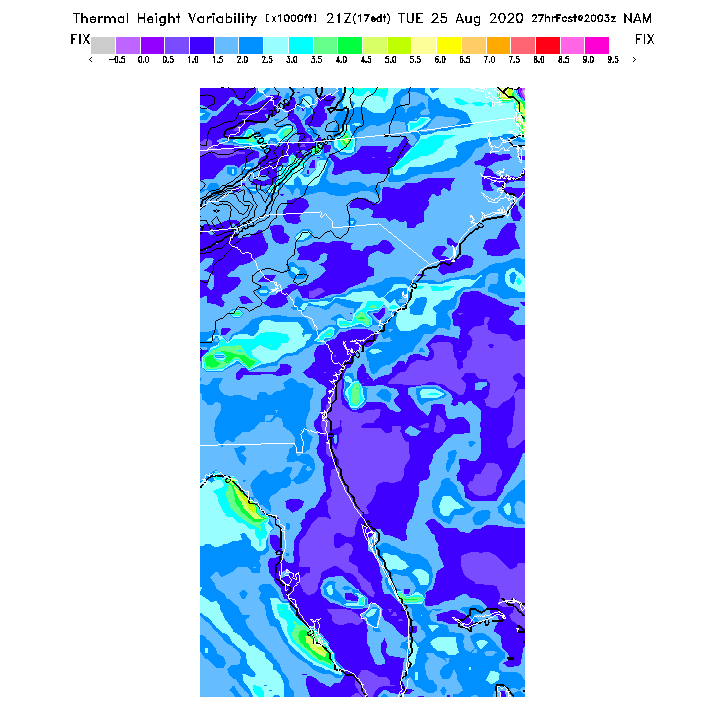 Thermal Height Variability [x1000ft] 21Z(17edt) TUE 25 Aug 2020 27hrFcst@2003z NAM
FIX FIX
< -0.5 0.0 0.5 1.0 1.5 2.0 2.5 3.0 3.5 4.0 4.5 5.0 5.5 6.0 6.5 7.0 7.5 8.0 8.5 9.0 9.5 >